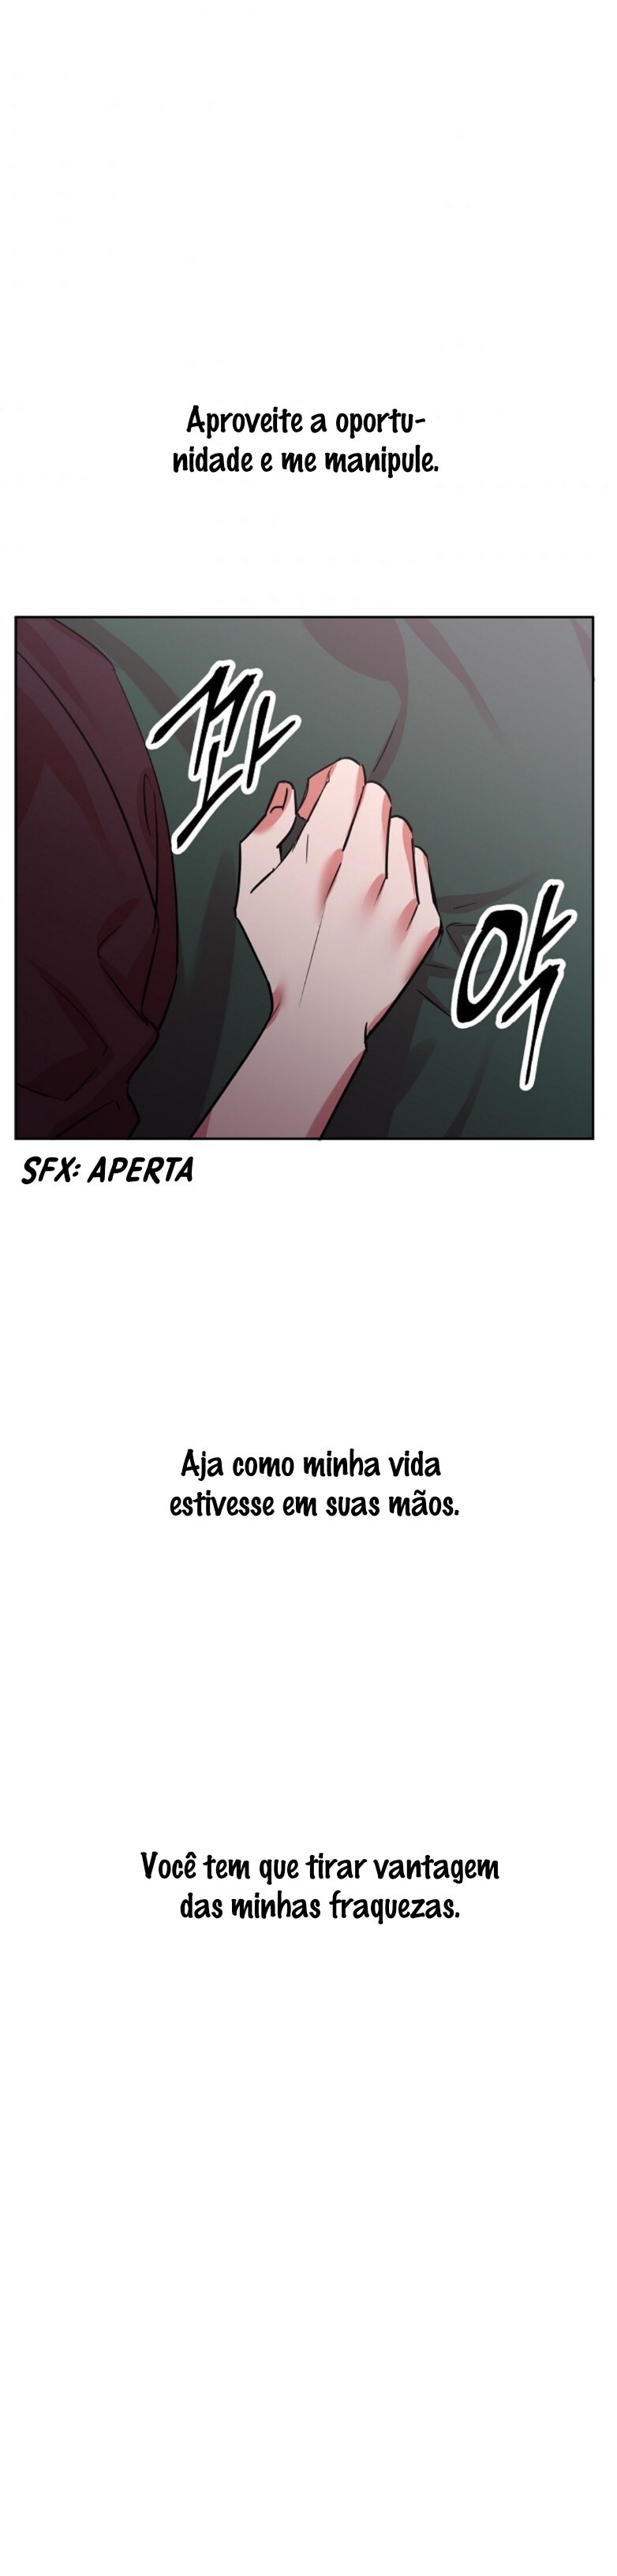 Aproveite a oportu-
nidade e me manipule.
꽈
악
SFX: APERTA
Aja como minha vida
estivesse em suas mãos.
Você tem que tirar vantagem
das minhas fraquezas.